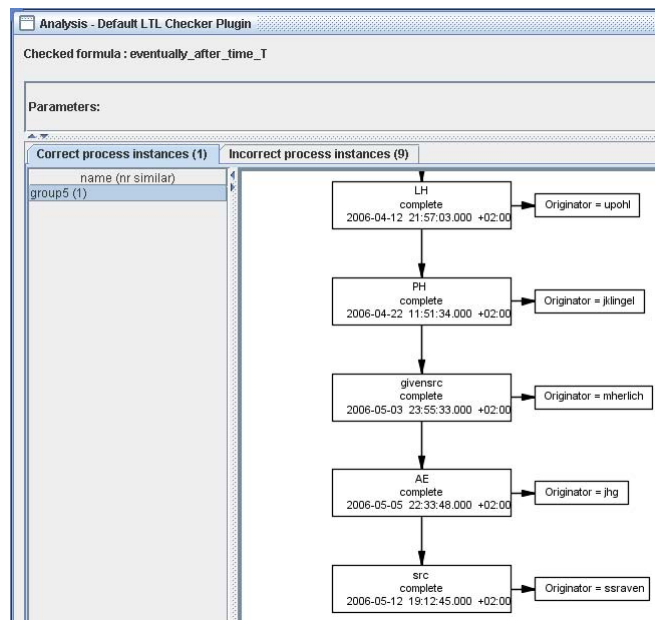 Analysis - Default LTL Checker Plugin
Checked formula : eventually_after_time_T
Parameters:
Correct process instances (1)
Incorrect process instances (9)
name (nr similar)
group5 (1)
LH
complete
2006-04-12 21:57:03.000 +02:00
Originator = upohl
PH
complete
2006-04-22 11:51:34.000 +02:00
Originator = jklingel
givensrc
complete
2006-05-03 23:55:33.000 +02:00
Originator = mherlich
AE
complete
2006-05-05 22:33:48.000 +02:00
Originator = jhg
src
complete
2006-05-12 19:12:45.000 +02:00
Originator = ssraven